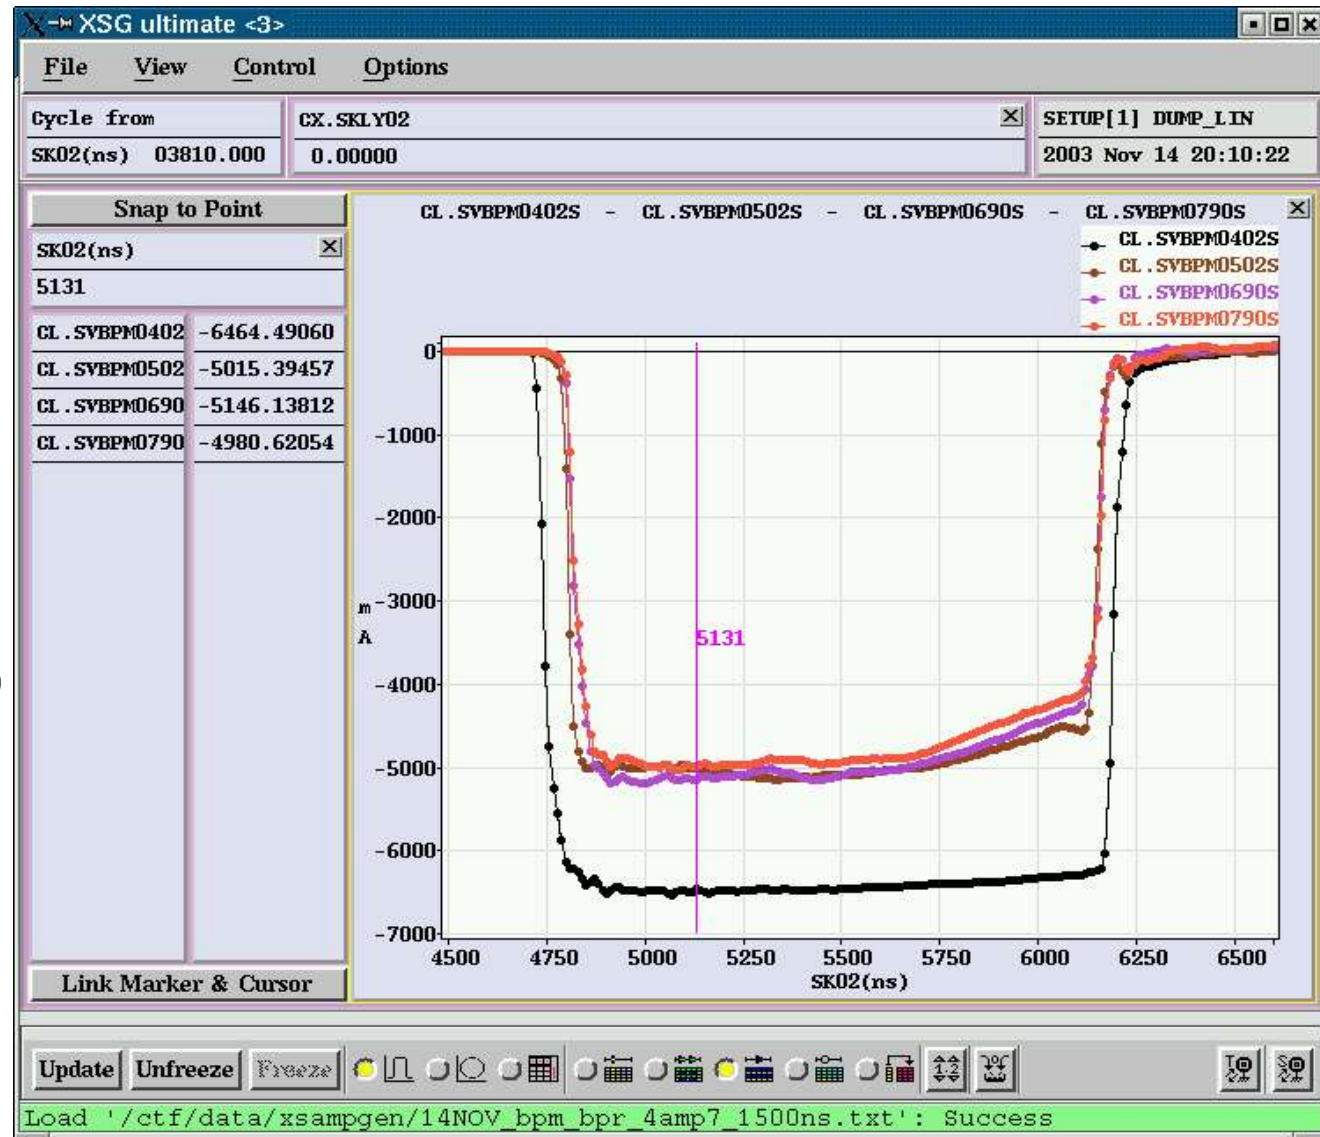 XSG ultimate <3>
File View Control Options
Cycle from
SK02(ns) 03810.000
CX.SKLY02
0.00000
SETUP[1] DUMP_LIN
2003 Nov 14 20:10:22
Snap to Point
SK02(ns)
5131
CL.SVBPM0402 -6464.49060
CL.SVBPM0502 -5015.39457
CL.SVBPM0690 -5146.13812
CL.SVBPM0790 -4980.62054
Link Marker & Cursor
CL.SVBPM0402S - CL.SVBPM0502S - CL.SVBPM0690S - CL.SVBPM0790S
CL.SVBPM0402S
CL.SVBPM0502S
CL.SVBPM0690S
CL.SVBPM0790S
0
-1000
-2000
-3000
-4000
-5000
-6000
-7000
mA
5131
4500 4750 5000 5250 5500 5750 6000 6250 6500
SK02(ns)
Update Unfreeze Freeze
Load '/ctf/data/xsampgen/14NOV_bpm_bpr_4amp7_1500ns.txt': Success